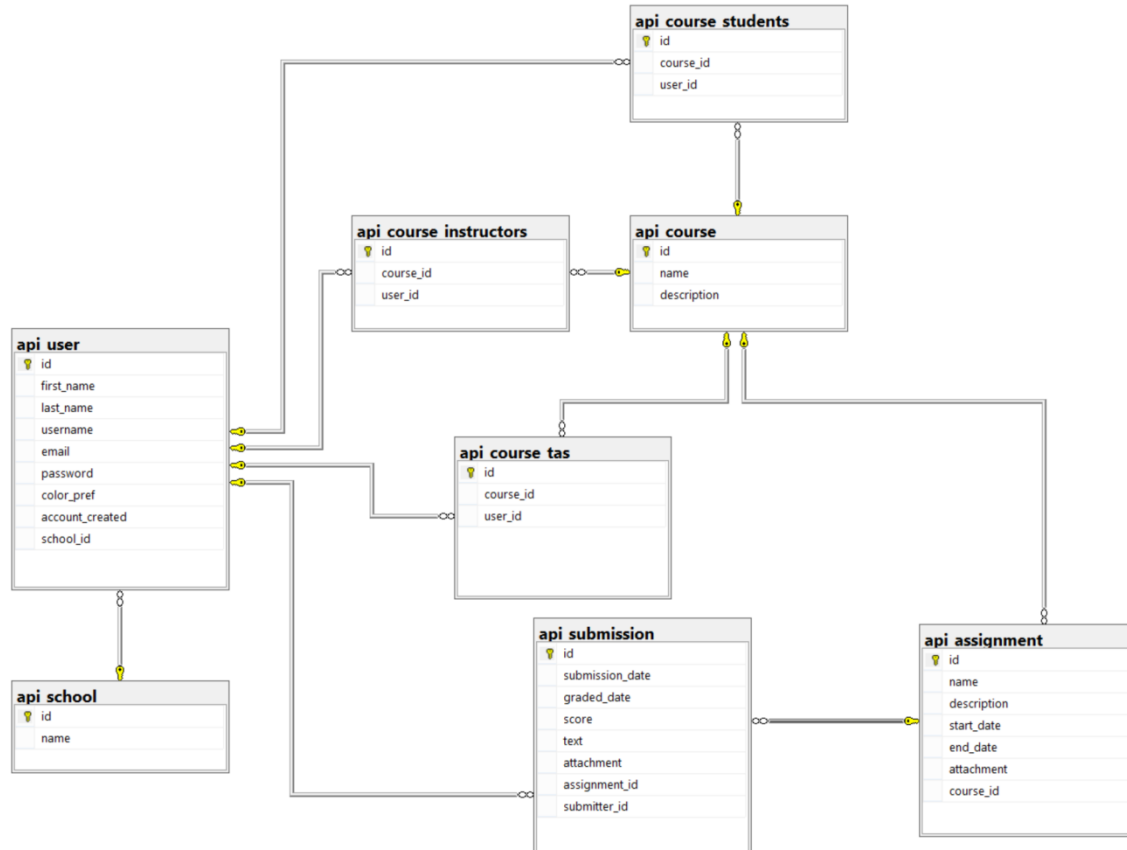 api course students
id
course_id
user_id
api course instructors
id
course_id
user_id
api course
id
name
description
api user
id
first_name
last_name
username
email
password
color_pref
account_created
school_id
api course tas
id
course_id
user_id
api submission
id
submission_date
graded_date
score
text
attachment
assignment_id
submitter_id
api assignment
id
name
description
start_date
end_date
attachment
course_id
api school
id
name